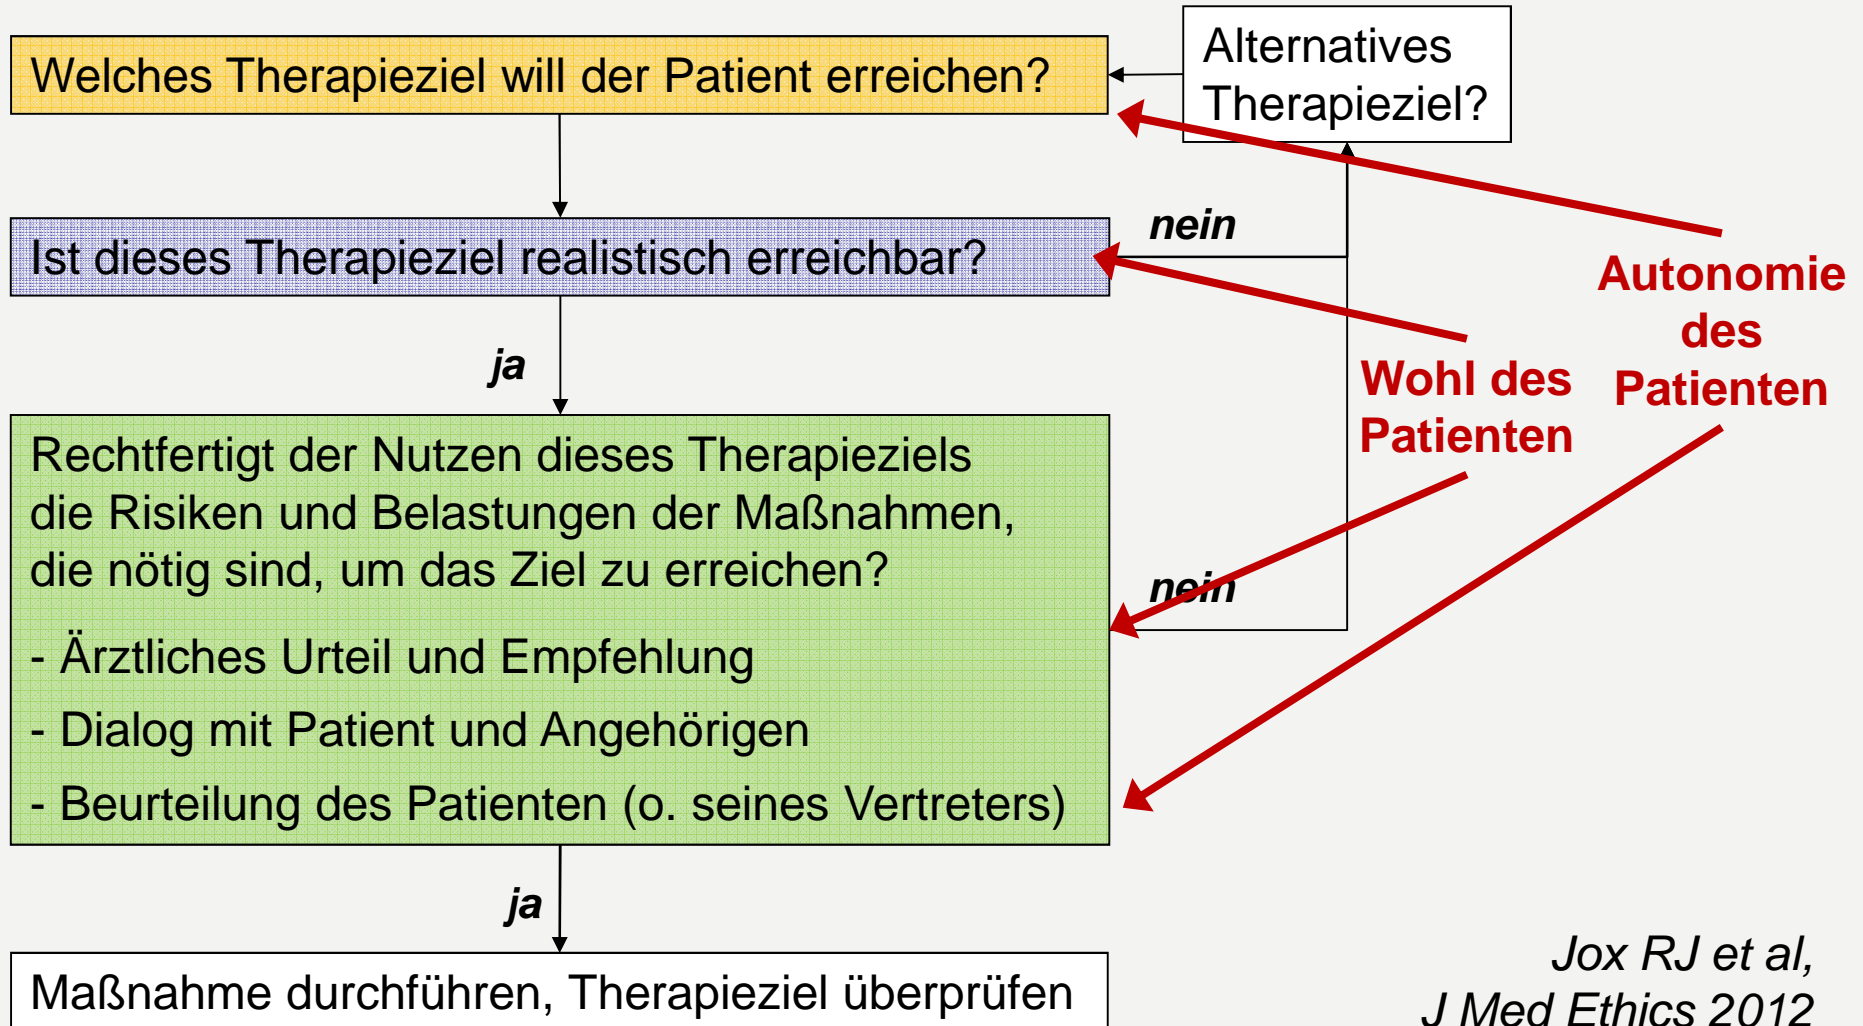 Welches Therapieziel will der Patient erreichen?
Alternatives
Therapieziel?
Ist dieses Therapieziel realistisch erreichbar?
nein
ja
Rechtfertigt der Nutzen dieses Therapieziels
die Risiken und Belastungen der Maßnahmen,
die nötig sind, um das Ziel zu erreichen?
- Ärztliches Urteil und Empfehlung
- Dialog mit Patient und Angehörigen
- Beurteilung des Patienten (o. seines Vertreters)
nein
ja
Maßnahme durchführen, Therapieziel überprüfen
Wohl des
Patienten
Autonomie
des
Patienten
Jox RJ et al,
J Med Ethics 2012